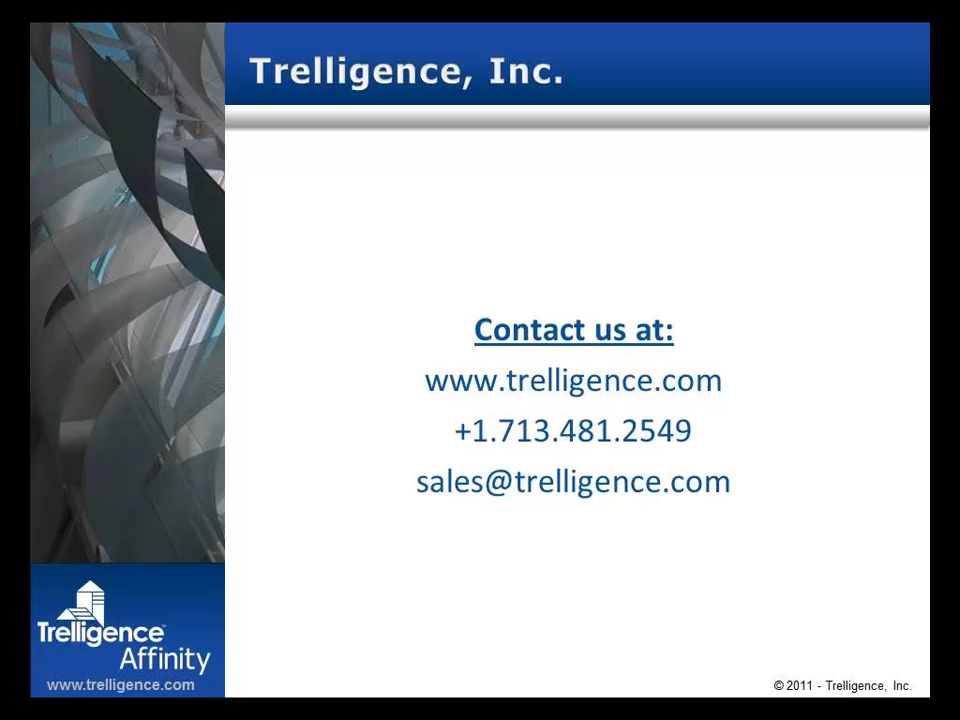 Trelligence, Inc.
Contact us at:
www.trelligence.com
+1.713.481.2549
sales@trelligence.com
Trelligence™
Affinity
www.trelligence.com
© 2011 - Trelligence, Inc.